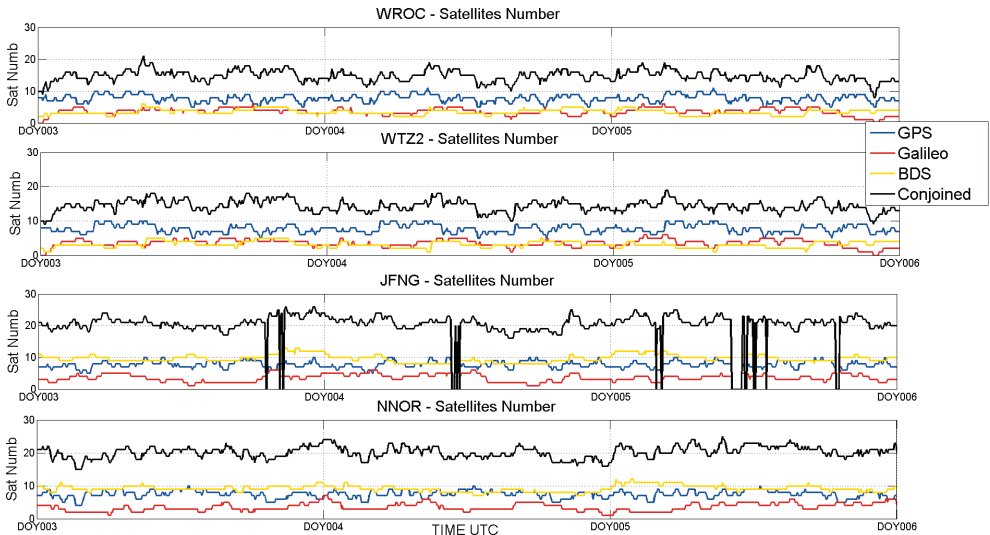 WROC - Satellites Number
Sat Numb
30
20
10
0
DOY003 DOY004 DOY005
WTZ2 - Satellites Number
Sat Numb
30
20
10
0
DOY003 DOY004 DOY005 DOY006
GPS
Galileo
BDS
Conjoined
JFNG - Satellites Number
Sat Numb
30
20
10
0
DOY003 DOY004 DOY005 DOY006
NNOR - Satellites Number
Sat Numb
30
20
10
0
DOY003 DOY004 DOY005 DOY006
TIME UTC